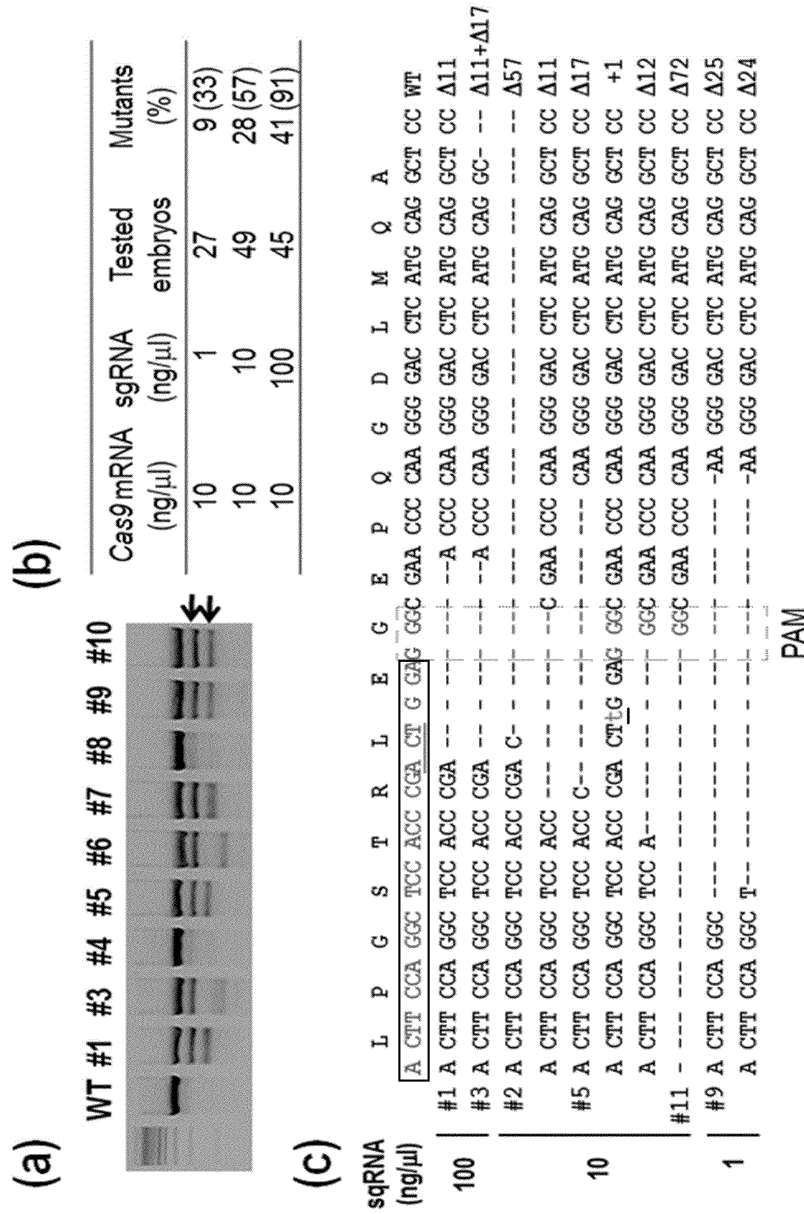 (a)
WT #1 #3 #4 #5 #6 #7 #8 #9 #10
(b)
Cas9 mRNA (ng/µl) sgRNA (ng/µl) Tested embryos Mutants (%)
10 1 27 9 (33)
10 10 49 28 (57)
10 100 45 41 (91)
(c)
sqRNA (ng/µl)
L P G S T R L E G E P Q G D L M Q A
A CTT CCA GGC TCC ACC CGA CT G GAG GGC GAA CCC CAA GGG GAC CTC ATG CAG GCT CC WT
100
#1 A CTT CCA GGC TCC ACC CGA --- --- --- --A CCC CAA GGG GAC CTC ATG CAG GCT CC Δ11
#3 A CTT CCA GGC TCC ACC CGA --- --- --- --A CCC CAA GGG GAC CTC ATG CAG GC- -- Δ11+Δ17
10
#2 A CTT CCA GGC TCC ACC CGA C-- --- --- --- --- --- --- --- --- --- --- --- -- Δ57
A CTT CCA GGC TCC ACC --- --- --- --C GAA CCC CAA GGG GAC CTC ATG CAG GCT CC Δ11
#5 A CTT CCA GGC TCC ACC C-- --- --- --- --- --- CAA GGG GAC CTC ATG CAG GCT CC Δ17
A CTT CCA GGC TCC ACC CGA CTtG GAG GGC GAA CCC CAA GGG GAC CTC ATG CAG GCT CC +1
A CTT CCA GGC TCC A-- --- --- --- GGC GAA CCC CAA GGG GAC CTC ATG CAG GCT CC Δ12
#11 - --- --- --- --- --- --- --- --- GGC GAA CCC CAA GGG GAC CTC ATG CAG GCT CC Δ72
1
#9 A CTT CCA GGC --- --- --- --- --- --- --- --- -AA GGG GAC CTC ATG CAG GCT CC Δ25
A CTT CCA GGC T-- --- --- --- --- --- --- --- -AA GGG GAC CTC ATG CAG GCT CC Δ24
PAM